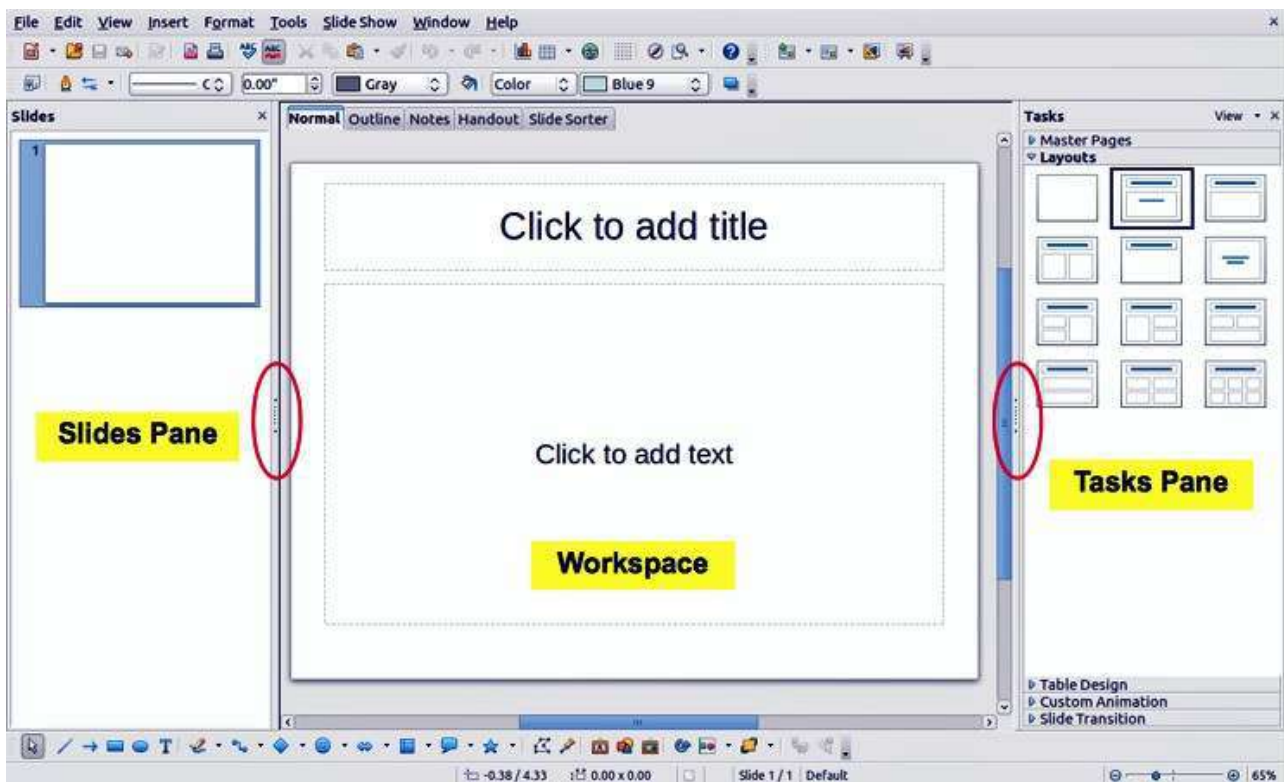 File Edit View Insert Format Tools Slide Show Window Help
C 0.00" Gray Color Blue 9
Slides
Normal Outline Notes Handout Slide Sorter
Tasks View
1
Master Pages
Layouts
Click to add title
Slides Pane
Click to add text
Tasks Pane
Workspace
Table Design
Custom Animation
Slide Transition
-0.38 / 4.33 0.00 x 0.00 Slide 1 / 1 Default 65%